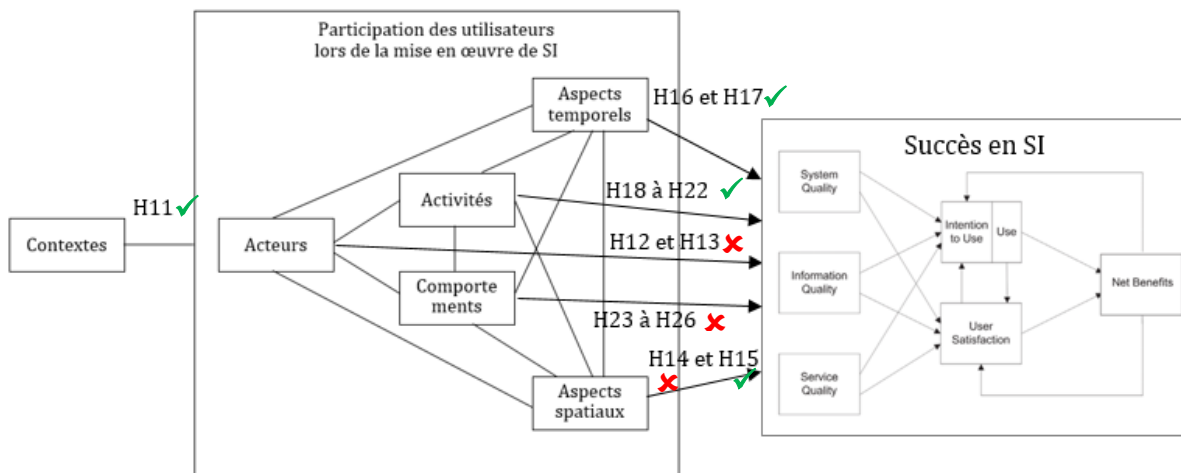 Participation des utilisateurs
lors de la mise en œuvre de SI
Aspects
temporels
H16 et H17
Succès en SI
System
Quality
Activités
H18 à H22
H11
Contextes
Acteurs
H12 et H13
Intention
to Use
Use
Information
Quality
Net Benefits
Comporte
ments
H23 à H26
User
Satisfaction
H14 et H15
Service
Quality
Aspects
spatiaux